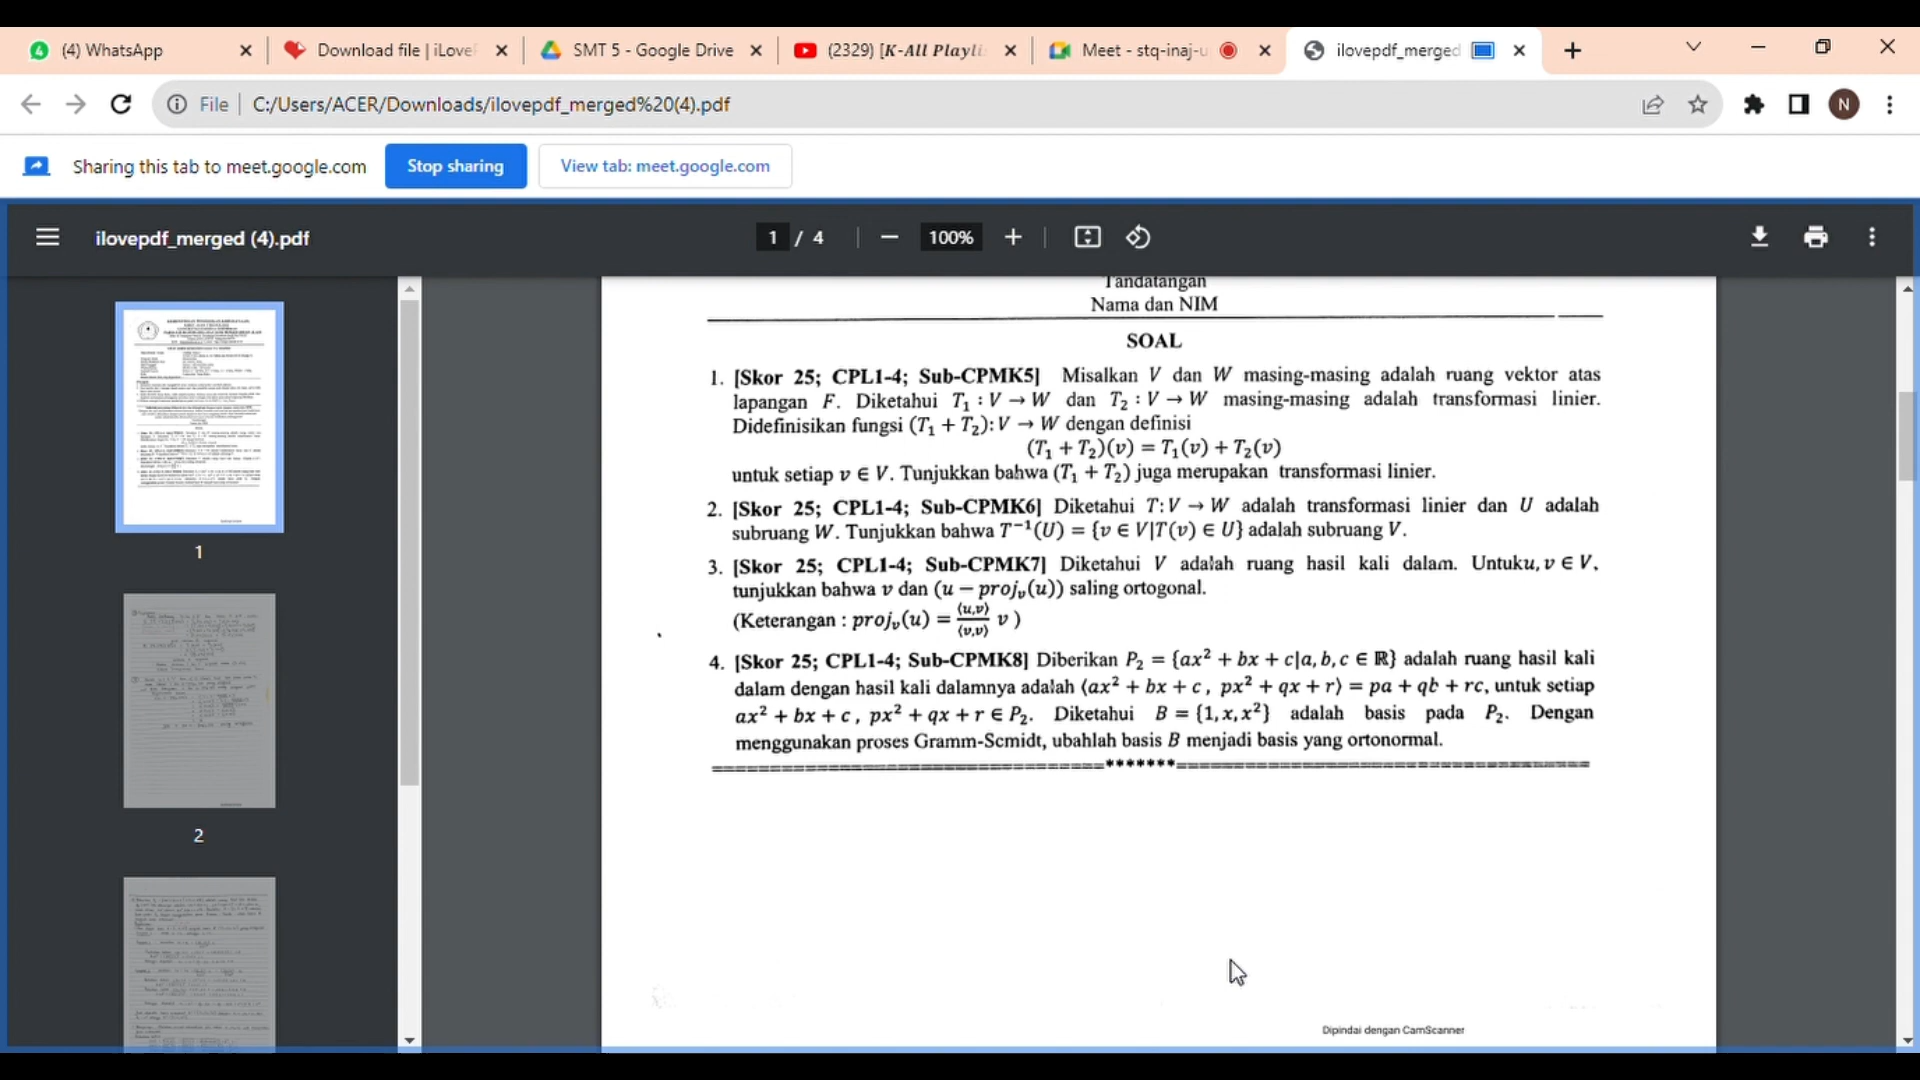 (4) WhatsApp
Download file | iLoveP
SMT 5 - Google Drive
(2329) [K-All Playli
Meet - stq-inaj-u
ilovepdf_merged
File
C:/Users/ACER/Downloads/ilovepdf_merged%20(4).pdf
N
Sharing this tab to meet.google.com
Stop sharing
View tab: meet.google.com
ilovepdf_merged (4).pdf
1 / 4
100%
Tandatangan
Nama dan NIM
SOAL
1. [Skor 25; CPL1-4; Sub-CPMK5] Misalkan V dan W masing-masing adalah ruang vektor atas
lapangan F. Diketahui T₁ : V → W dan T₂ : V → W masing-masing adalah transformasi linier.
Didefinisikan fungsi (T₁ + T₂): V → W dengan definisi
(T₁ + T₂)(v) = T₁(v) + T₂(v)
untuk setiap v ∈ V. Tunjukkan bahwa (T₁ + T₂) juga merupakan transformasi linier.
2. [Skor 25; CPL1-4; Sub-CPMK6] Diketahui T: V → W adalah transformasi linier dan U adalah
subruang W. Tunjukkan bahwa T⁻¹(U) = {v ∈ V|T(v) ∈ U} adalah subruang V.
3. [Skor 25; CPL1-4; Sub-CPMK7] Diketahui V adalah ruang hasil kali dalam. Untuku, v ∈ V,
tunjukkan bahwa v dan (u − projᵥ(u)) saling ortogonal.
(Keterangan : projᵥ(u) = ⟨u,v⟩/⟨v,v⟩ v )
4. [Skor 25; CPL1-4; Sub-CPMK8] Diberikan P₂ = {ax² + bx + c|a, b, c ∈ ℝ} adalah ruang hasil kali
dalam dengan hasil kali dalamnya adalah ⟨ax² + bx + c , px² + qx + r⟩ = pa + qb + rc, untuk setiap
ax² + bx + c , px² + qx + r ∈ P₂. Diketahui B = {1, x, x²} adalah basis pada P₂. Dengan
menggunakan proses Gramm-Scmidt, ubahlah basis B menjadi basis yang ortonormal.
*******
Dipindai dengan CamScanner
1
2